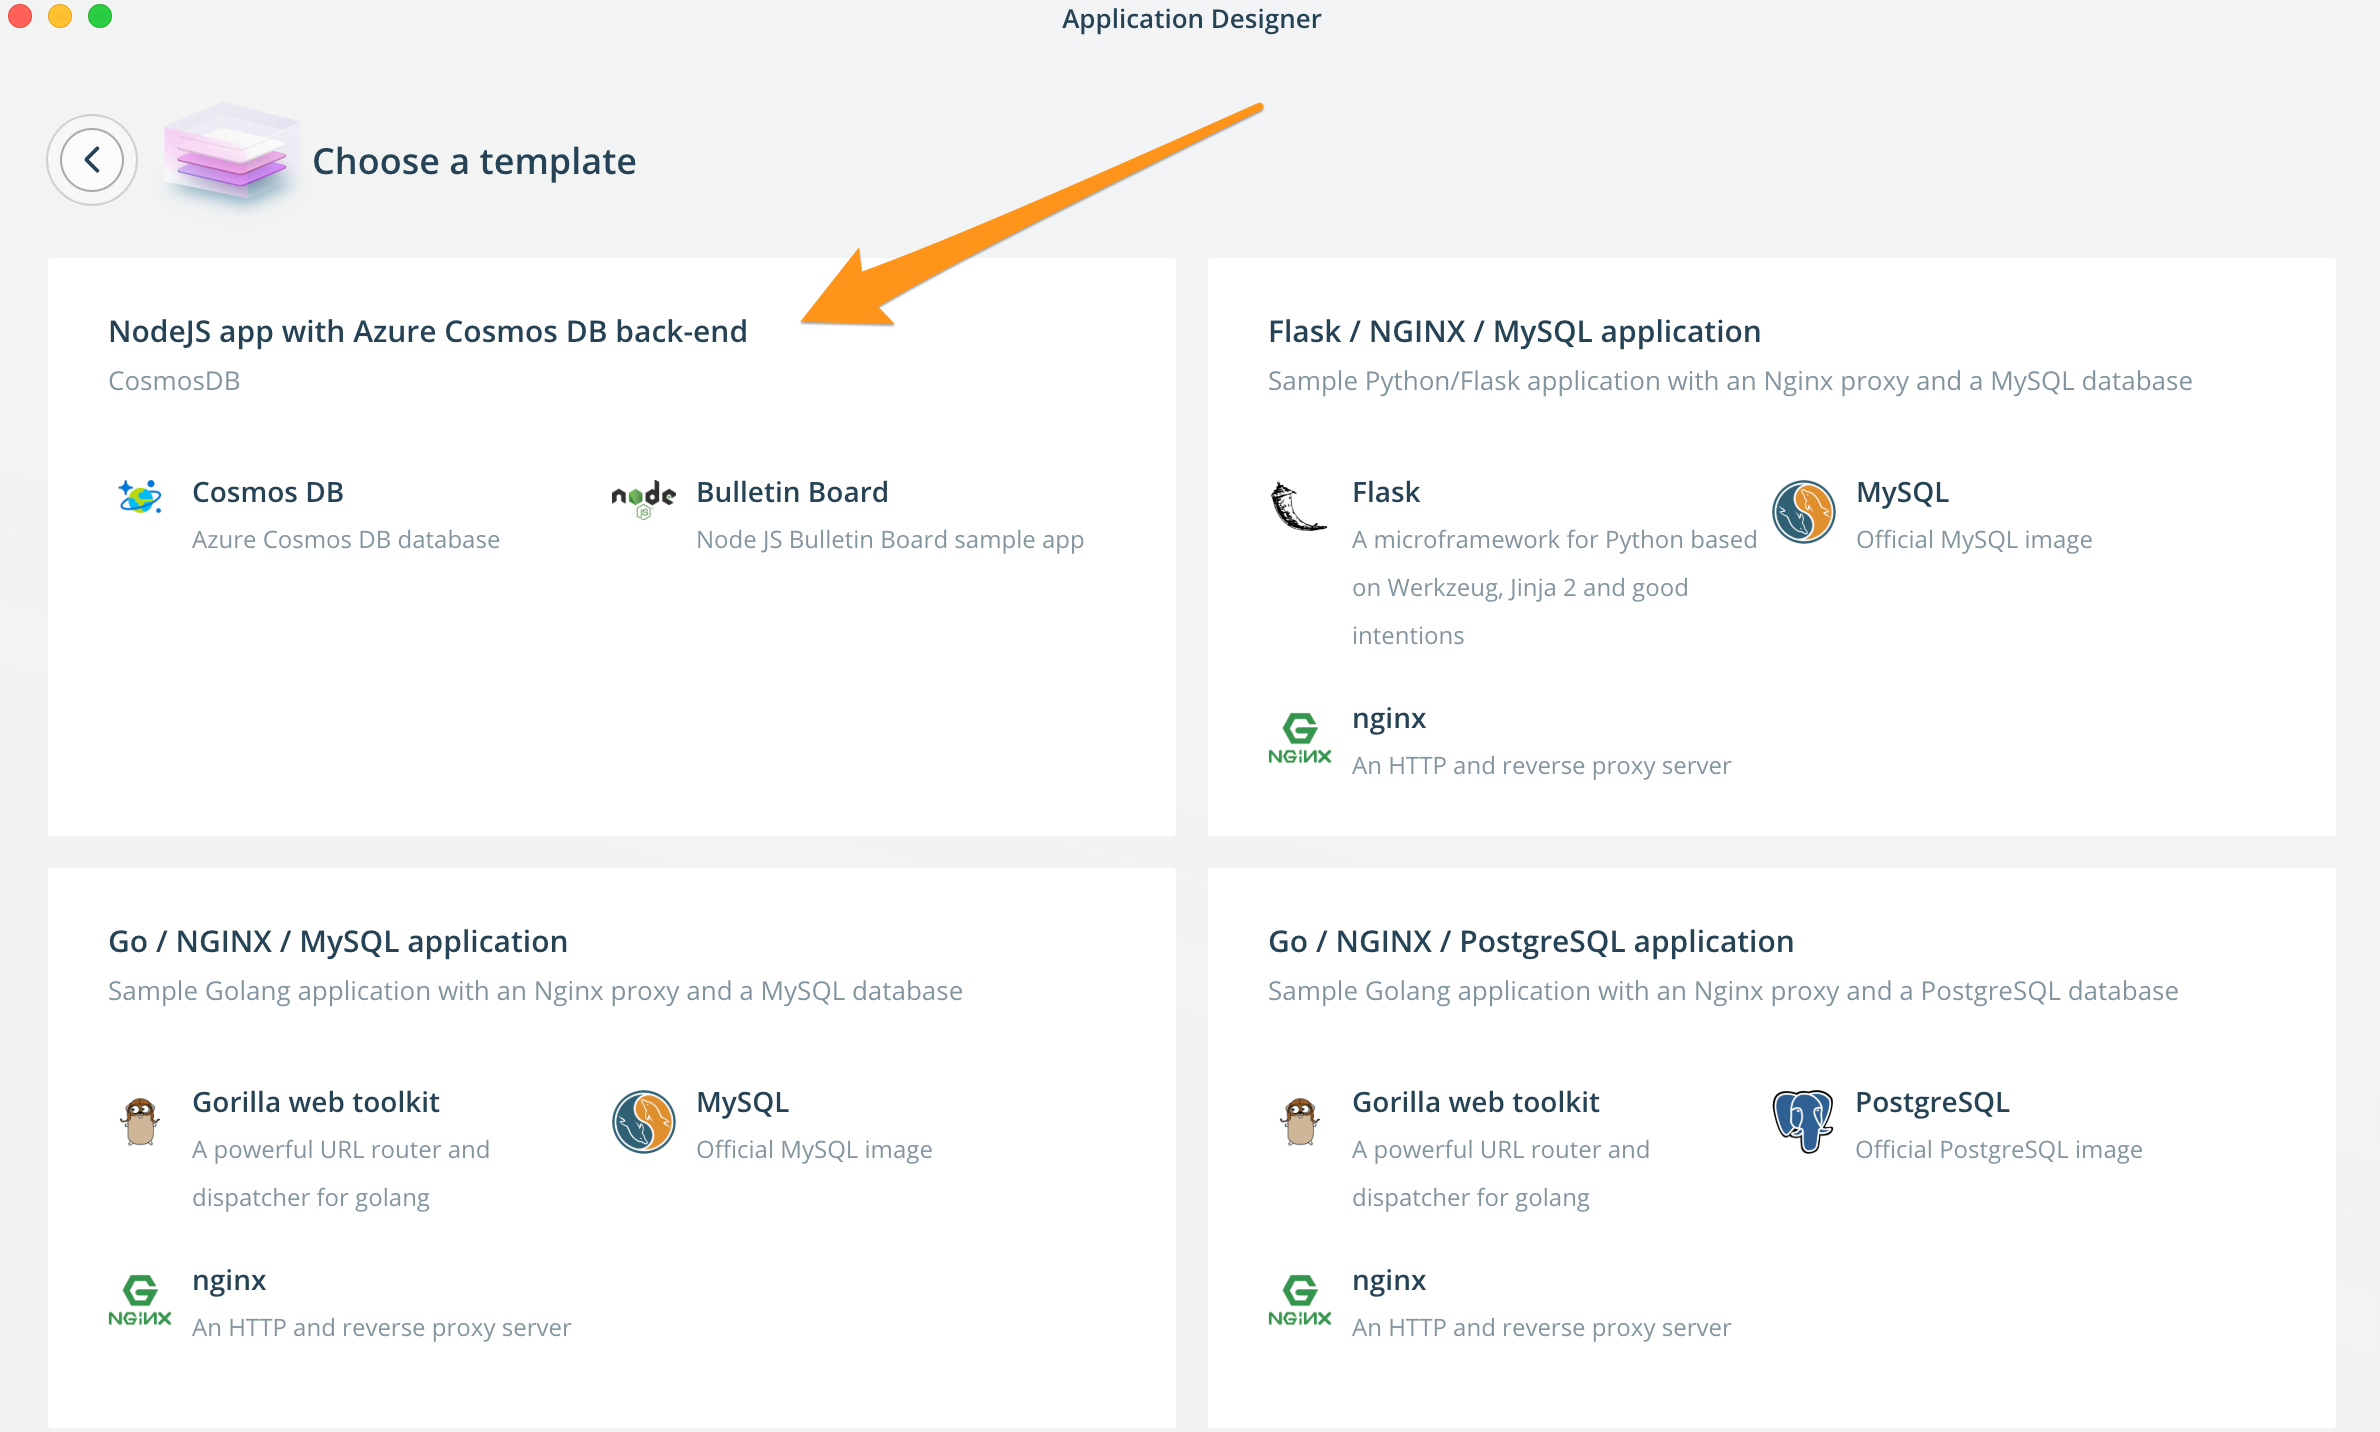 Application Designer
Choose a template
NodeJS app with Azure Cosmos DB back-end
CosmosDB
Cosmos DB
Azure Cosmos DB database
node
JS
Bulletin Board
Node JS Bulletin Board sample app
Flask / NGINX / MySQL application
Sample Python/Flask application with an Nginx proxy and a MySQL database
Flask
A microframework for Python based
on Werkzeug, Jinja 2 and good
intentions
MySQL
Official MySQL image
NGINX
nginx
An HTTP and reverse proxy server
Go / NGINX / MySQL application
Sample Golang application with an Nginx proxy and a MySQL database
Gorilla web toolkit
A powerful URL router and
dispatcher for golang
MySQL
Official MySQL image
NGINX
nginx
An HTTP and reverse proxy server
Go / NGINX / PostgreSQL application
Sample Golang application with an Nginx proxy and a PostgreSQL database
Gorilla web toolkit
A powerful URL router and
dispatcher for golang
PostgreSQL
Official PostgreSQL image
NGINX
nginx
An HTTP and reverse proxy server